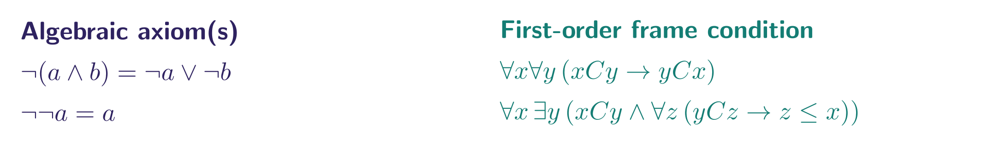 Algebraic axiom(s) First-order frame condition
¬(a ∧ b) = ¬a ∨ ¬b ∀x∀y (xCy → yCx)
¬¬a = a ∀x ∃y (xCy ∧ ∀z (yCz → z ≤ x))